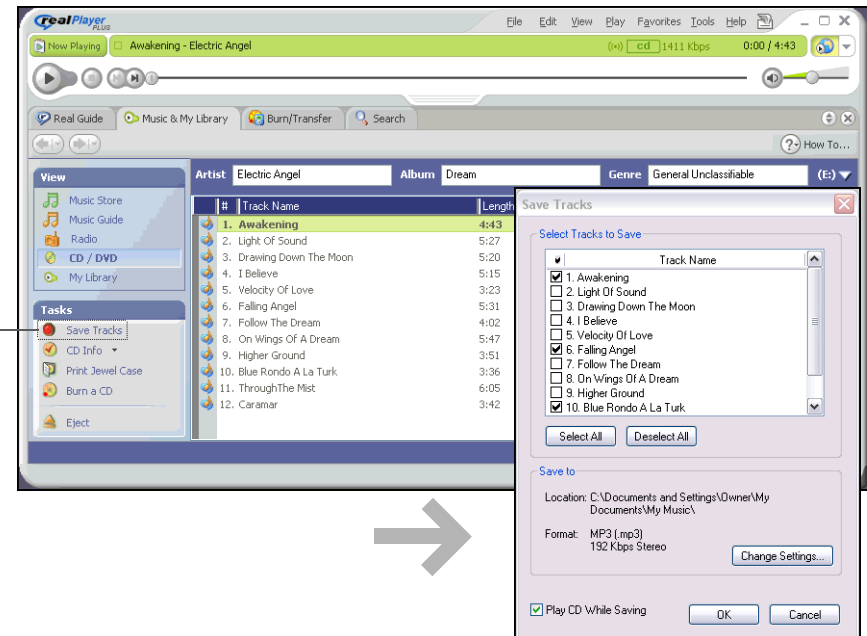 realPlayer
PLUS
File Edit View Play Favorites Tools Help
Now Playing Awakening - Electric Angel ((•)) cd 1411 Kbps 0:00 / 4:43
Real Guide Music & My Library Burn/Transfer Search
How To...
View
Music Store
Music Guide
Radio
CD / DVD
My Library
Tasks
Save Tracks
CD Info
Print Jewel Case
Burn a CD
Eject
Artist Electric Angel Album Dream Genre General Unclassifiable (E:)
# Track Name Length
1. Awakening 4:43
2. Light Of Sound 5:27
3. Drawing Down The Moon 5:20
4. I Believe 5:15
5. Velocity Of Love 3:23
6. Falling Angel 5:31
7. Follow The Dream 4:02
8. On Wings Of A Dream 5:47
9. Higher Ground 3:51
10. Blue Rondo A La Turk 3:36
11. ThroughThe Mist 6:05
12. Caramar 3:42
Save Tracks
Select Tracks to Save
Track Name
1. Awakening
2. Light Of Sound
3. Drawing Down The Moon
4. I Believe
5. Velocity Of Love
6. Falling Angel
7. Follow The Dream
8. On Wings Of A Dream
9. Higher Ground
10. Blue Rondo A La Turk
Select All Deselect All
Save to
Location: C:\Documents and Settings\Owner\My
Documents\My Music\
Format: MP3 (.mp3)
192 Kbps Stereo
Change Settings...
Play CD While Saving OK Cancel